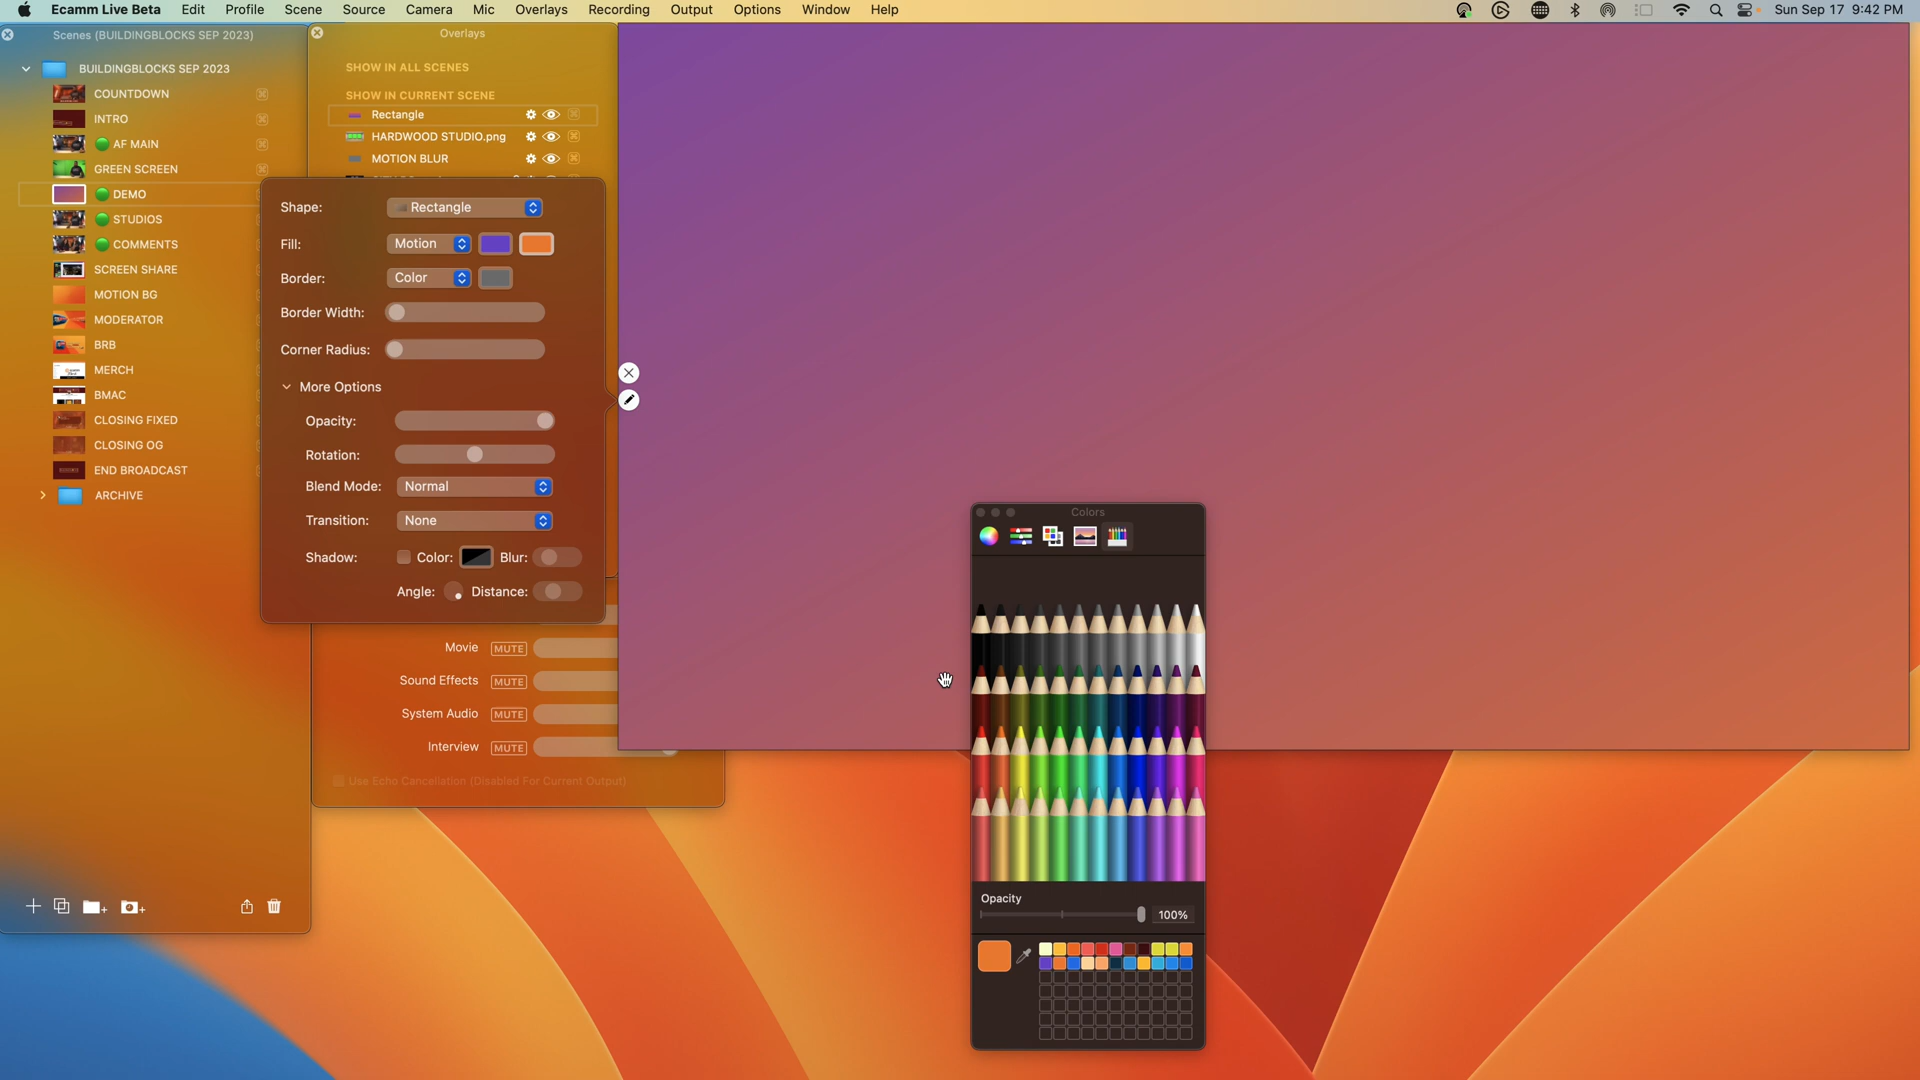 Ecamm Live Beta Edit Profile Scene Source Camera Mic Overlays Recording Output Options Window Help
Sun Sep 17 9:42 PM
Scenes (BUILDINGBLOCKS SEP 2023)
BUILDINGBLOCKS SEP 2023
COUNTDOWN
INTRO
AF MAIN
GREEN SCREEN
DEMO
STUDIOS
COMMENTS
SCREEN SHARE
MOTION BG
MODERATOR
BRB
MERCH
BMAC
CLOSING FIXED
CLOSING OG
END BROADCAST
ARCHIVE
Overlays
SHOW IN ALL SCENES
SHOW IN CURRENT SCENE
Rectangle
HARDWOOD STUDIO.png
MOTION BLUR
Shape: Rectangle
Fill: Motion
Border: Color
Border Width:
Corner Radius:
More Options
Opacity:
Rotation:
Blend Mode: Normal
Transition: None
Shadow: Color: Blur:
Angle: Distance:
Movie MUTE
Sound Effects MUTE
System Audio MUTE
Interview MUTE
Use Echo Cancellation (Disabled For Current Output)
Colors
Opacity
100%